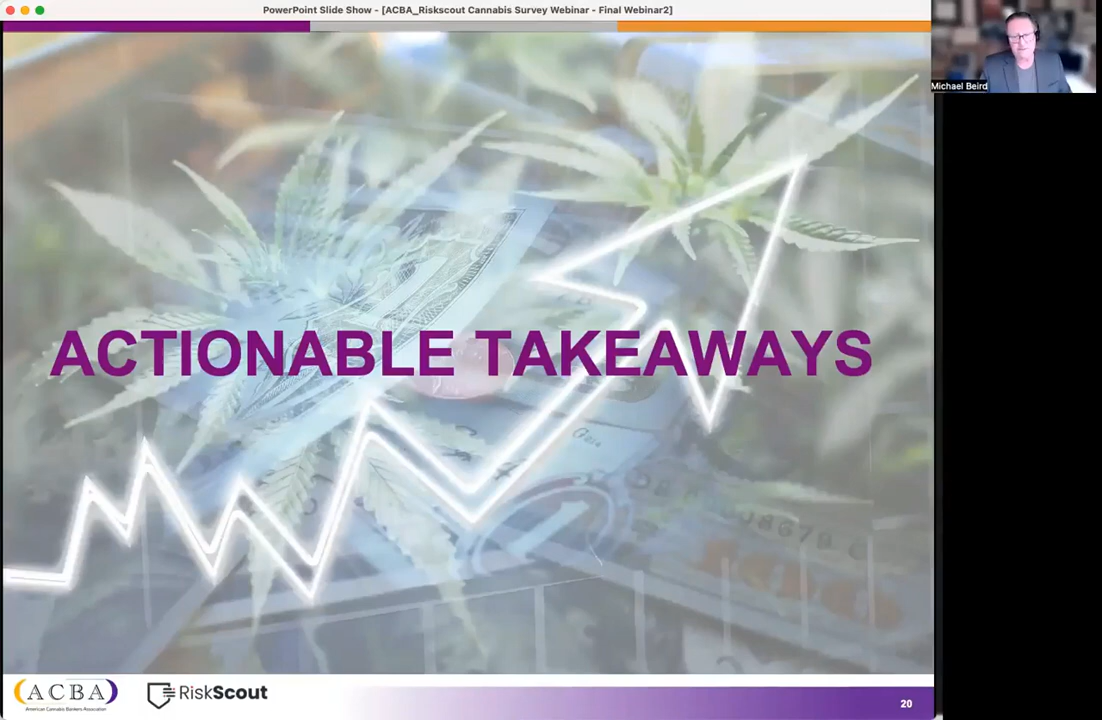 PowerPoint Slide Show - [ACBA_Riskscout Cannabis Survey Webinar - Final Webinar2]
Michael Beird
ACTIONABLE TAKEAWAYS
ACBA
American Cannabis Bankers Association
RiskScout
20